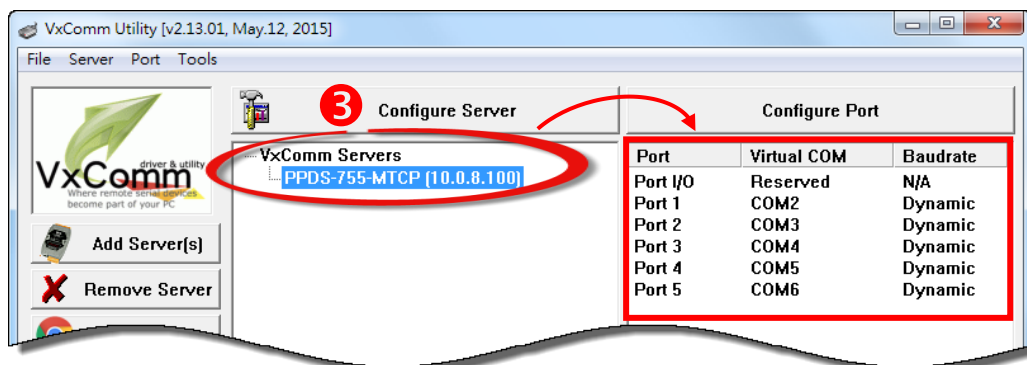 VxComm Utility [v2.13.01, May.12, 2015]
File Server Port Tools
VxComm
driver & utility
Where remote serial devices
become part of your PC
Add Server(s)
Remove Server
3
Configure Server
VxComm Servers
PPDS-755-MTCP (10.0.8.100)
Configure Port
Port Virtual COM Baudrate
Port I/O Reserved N/A
Port 1 COM2 Dynamic
Port 2 COM3 Dynamic
Port 3 COM4 Dynamic
Port 4 COM5 Dynamic
Port 5 COM6 Dynamic